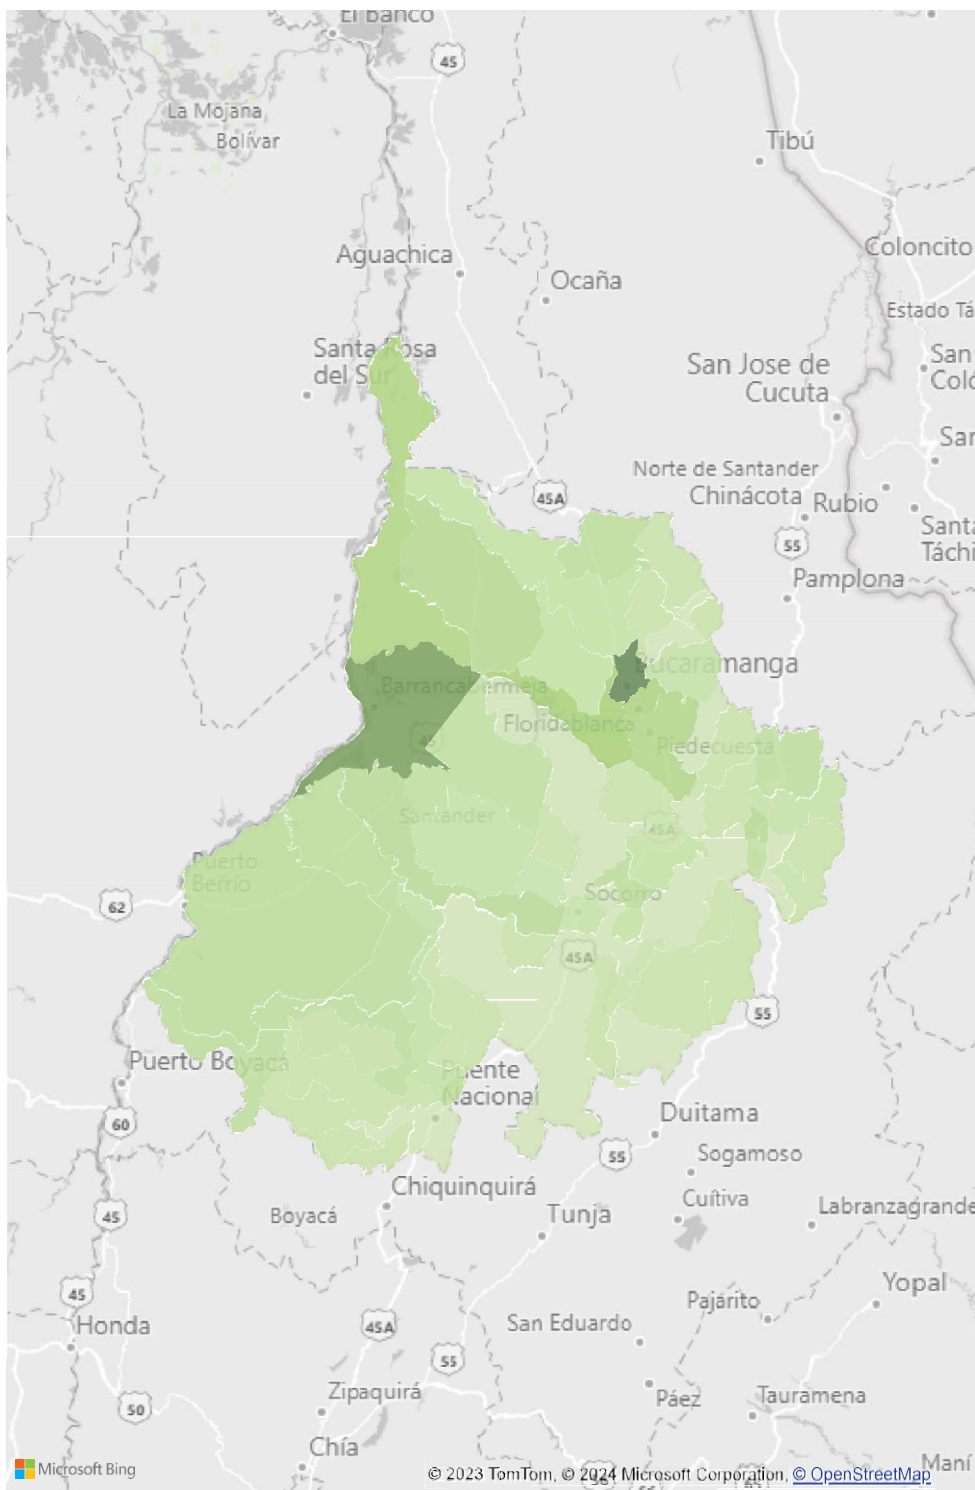 El Banco
45
La Mojana
Bolívar
Tibú
Coloncito
Aguachica
Ocaña
Estado Tá
Santa Rosa
del Sur
San Jose de
Cucuta
San
Coló
Sar
Norte de Santander
Chinácota
Rubio
45A
Santa
Táchi
55
Pamplona
Bucaramanga
Barrancabermeja
Floridablanca
45
Piedecuesta
Santander
45A
Puerto
Berrío
Socorro
62
45A
55
Puerto Boyacá
Puente
Nacional
60
Duitama
55
Sogamoso
Chiquinquirá
Cuítiva
Boyacá
45
Tunja
Labranzagrande
45
Yopal
Pajarito
Honda
45A
San Eduardo
55
Zipaquirá
Páez
Tauramena
50
Chía
Maní
Microsoft Bing
© 2023 TomTom, © 2024 Microsoft Corporation, © OpenStreetMap